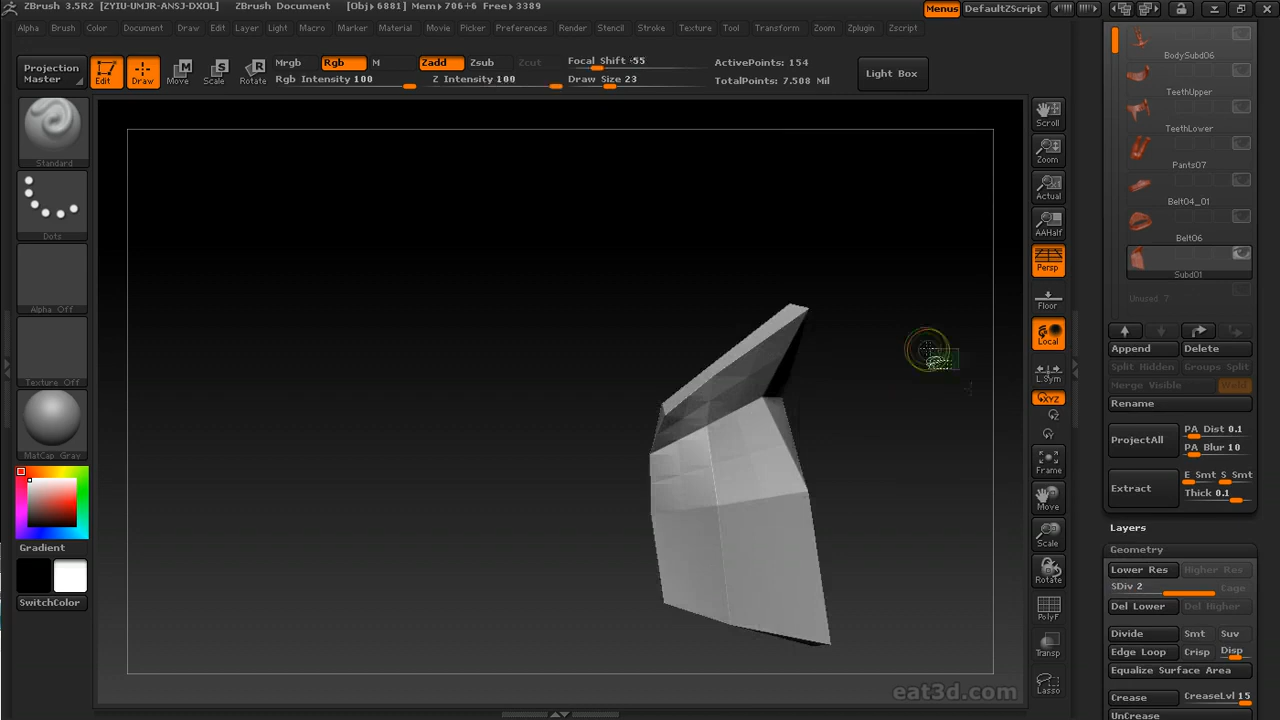 ZBrush 3.5R2 [ZYIU-UMJR-ANSJ-DXOL] ZBrush Document [Obj▸6881] Mem▸706+6 Free▸3389 Menus DefaultZScript
Alpha Brush Color Document Draw Edit Layer Light Macro Marker Material Movie Picker Preferences Render Stencil Stroke Texture Tool Transform Zoom Zplugin Zscript
Projection Master
Edit Draw Move Scale Rotate
Mrgb Rgb M
Rgb Intensity 100
Zadd Zsub Zcut
Z Intensity 100
Focal Shift -55
Draw Size 23
ActivePoints: 154
TotalPoints: 7.508 Mil
Light Box
Standard
Dots
Alpha Off
Texture Off
MatCap Gray
Gradient
SwitchColor
Scroll
Zoom
Actual
AAHalf
Persp
Floor
Local
L.Sym
XYZ
Frame
Move
Scale
Rotate
PolyF
Transp
Lasso
BodySubd06
TeethUpper
TeethLower
Pants07
Belt04_01
Belt06
Subd01
Unused 7
Append Delete
Split Hidden Groups Split
Merge Visible Weld
Rename
ProjectAll PA Dist 0.1
PA Blur 10
Extract E Smt S Smt
Thick 0.1
Layers
Geometry
Lower Res Higher Res
SDiv 2 Cage
Del Lower Del Higher
Divide Smt Suv
Edge Loop Crisp Disp
Equalize Surface Area
Crease CreaseLvl 15
UnCrease
eat3d.com